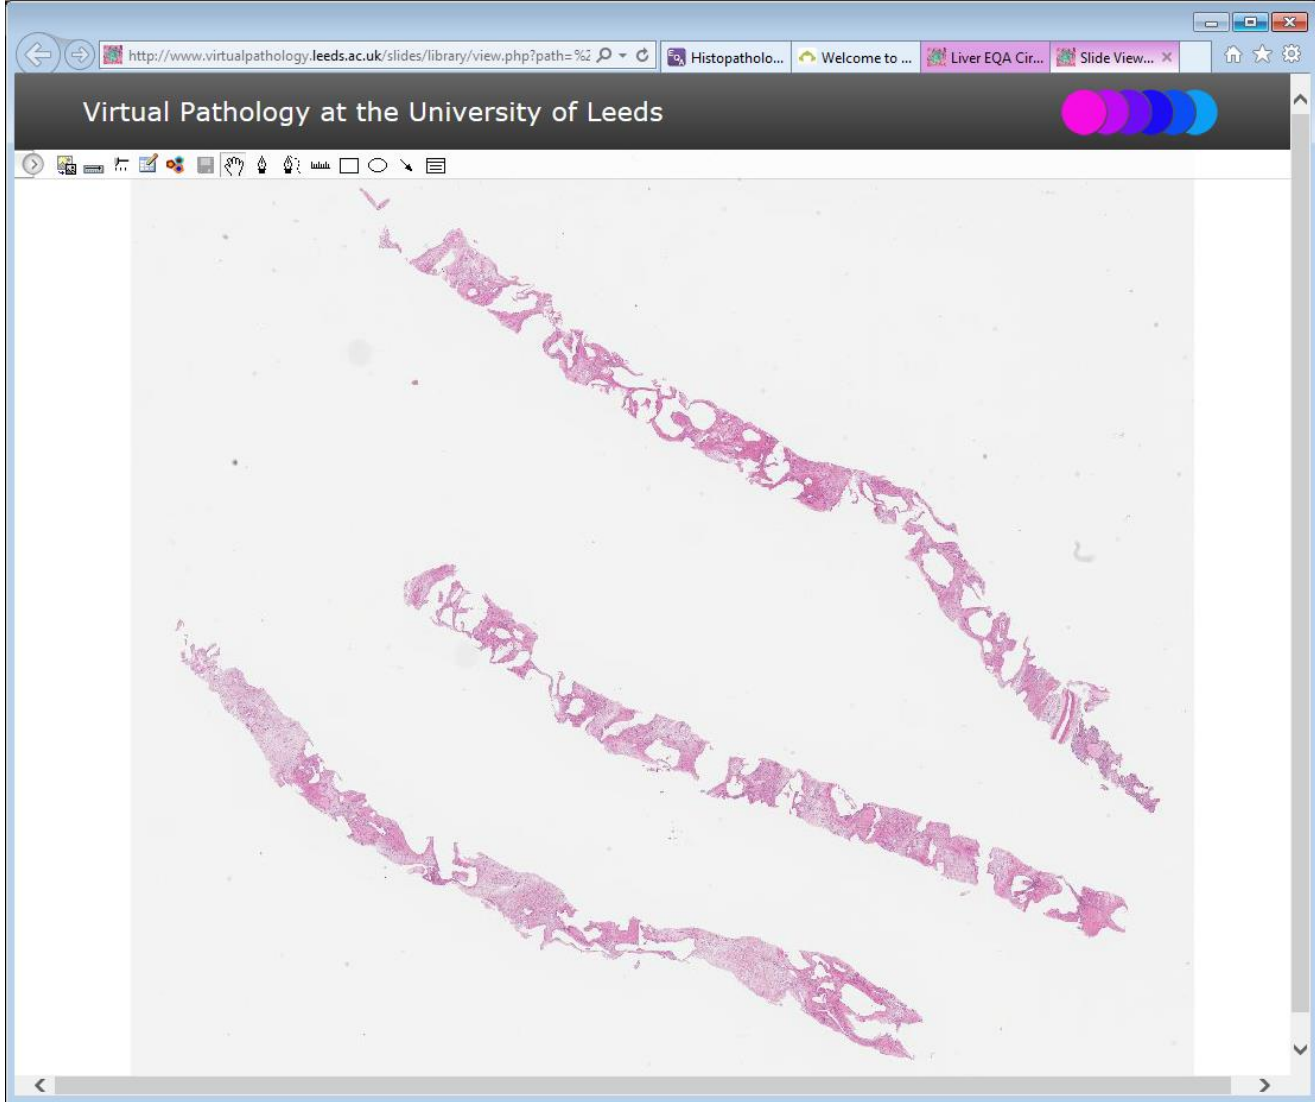 http://www.virtualpathology.leeds.ac.uk/slides/library/view.php?path=%2
Histopatholo...
Welcome to ...
Liver EQA Cir...
Slide View...
Virtual Pathology at the University of Leeds